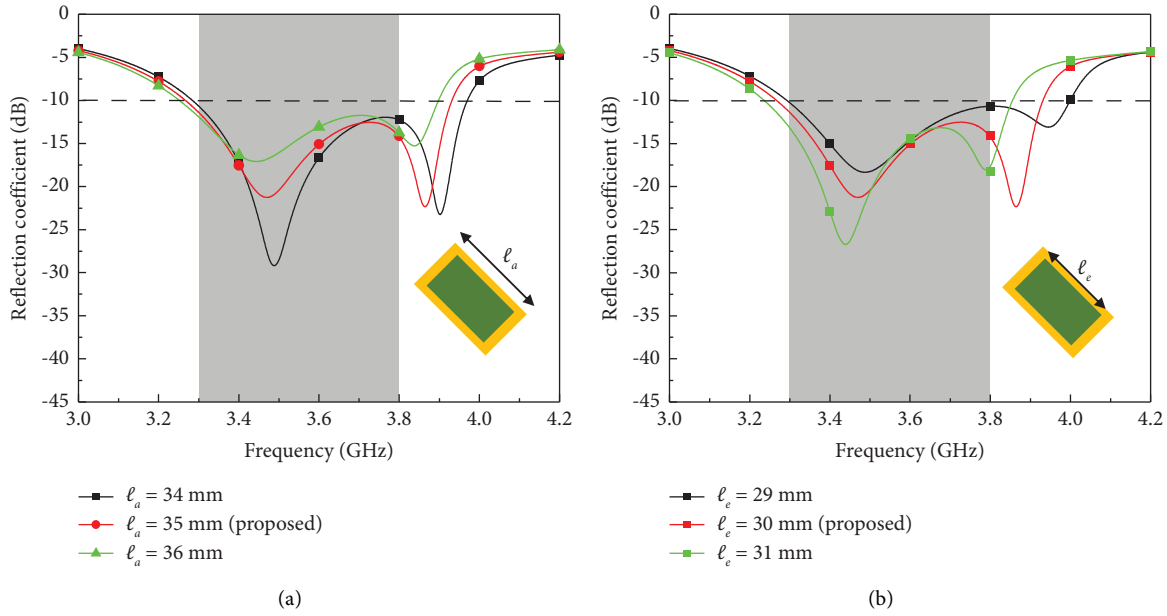 0
-5
-10
-15
-20
-25
-30
-35
-40
-45
Reflection coefficient (dB)
3.0 3.2 3.4 3.6 3.8 4.0 4.2
Frequency (GHz)
ℓa
ℓa = 34 mm
ℓa = 35 mm (proposed)
ℓa = 36 mm
(a)
0
-5
-10
-15
-20
-25
-30
-35
-40
-45
Reflection coefficient (dB)
3.0 3.2 3.4 3.6 3.8 4.0 4.2
Frequency (GHz)
ℓe
ℓe = 29 mm
ℓe = 30 mm (proposed)
ℓe = 31 mm
(b)